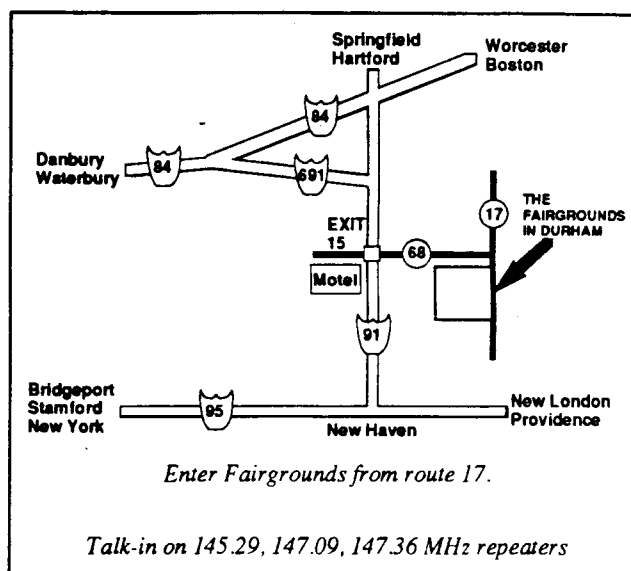 Springfield
Hartford
Worcester
Boston
84
Danbury
Waterbury
84
691
17
THE
FAIRGROUNDS
IN DURHAM
EXIT
15
68
Motel
91
Bridgeport
Stamford
New York
95
New Haven
New London
Providence
Enter Fairgrounds from route 17.
Talk-in on 145.29, 147.09, 147.36 MHz repeaters